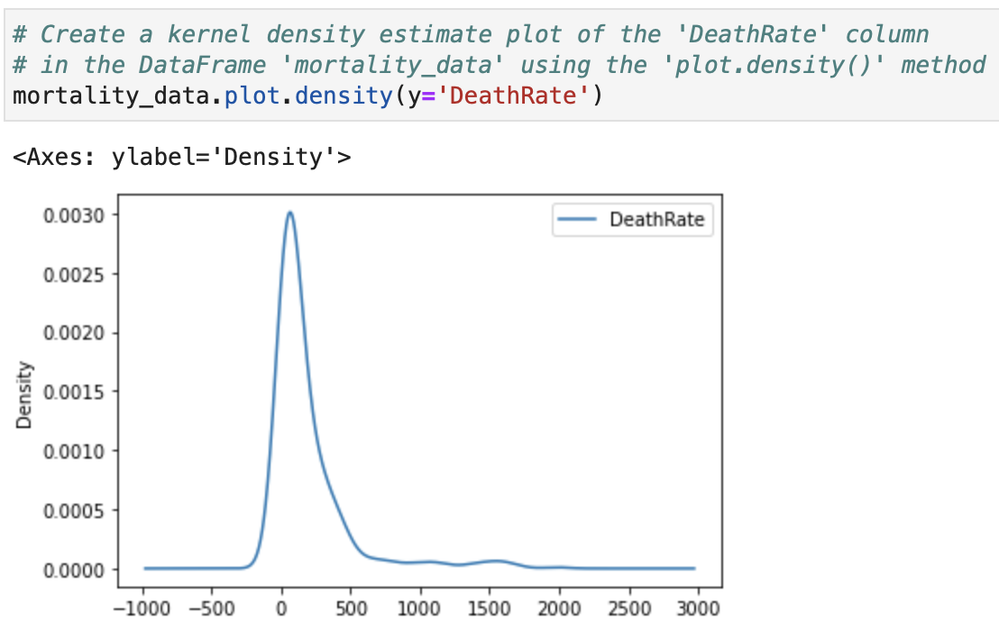 # Create a kernel density estimate plot of the 'DeathRate' column
# in the DataFrame 'mortality_data' using the 'plot.density()' method
mortality_data.plot.density(y='DeathRate')
<Axes: ylabel='Density'>
DeathRate
0.0030
0.0025
0.0020
0.0015
0.0010
0.0005
0.0000
Density
−1000 −500 0 500 1000 1500 2000 2500 3000